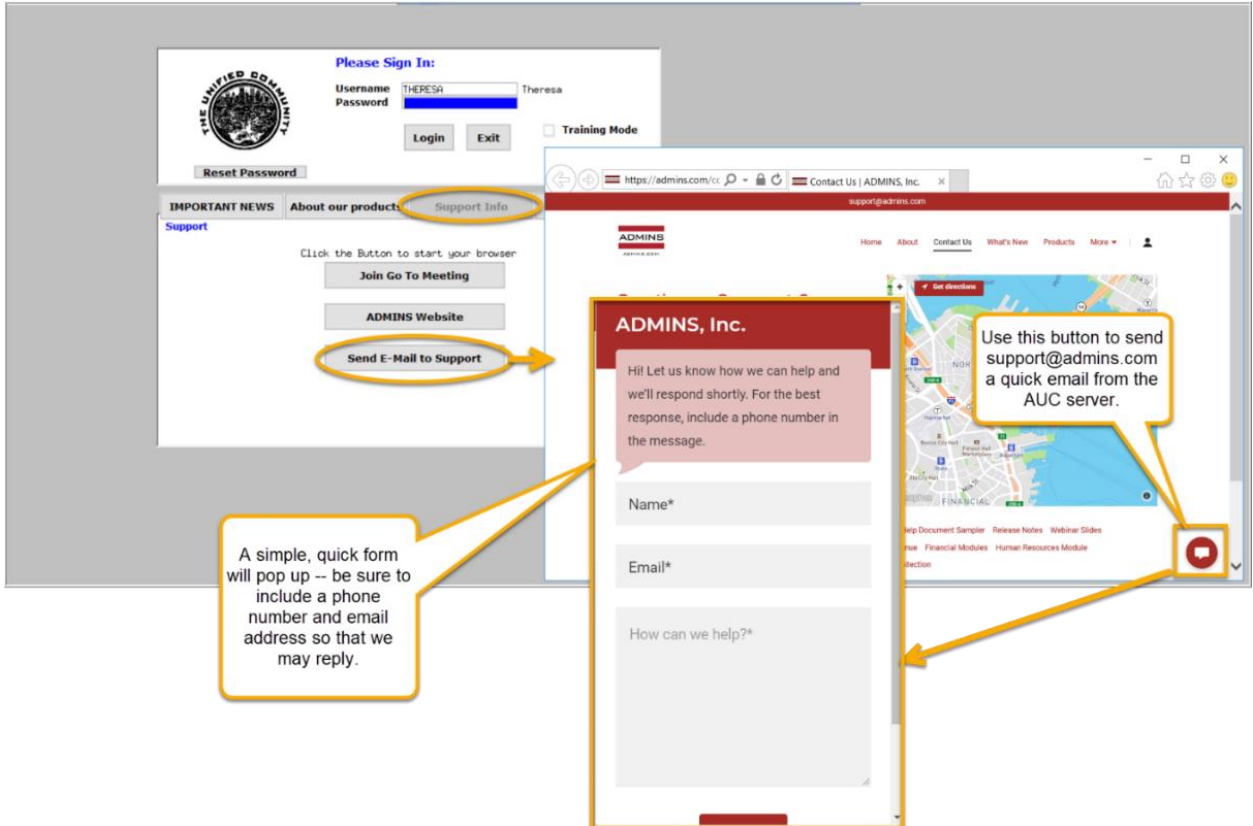 THE UNIFIED COMMUNITY
Please Sign In:
Username THERESA Theresa
Password
Login Exit Training Mode
Reset Password
IMPORTANT NEWS About our products Support Info
Support
Click the Button to start your browser
Join Go To Meeting
ADMINS Website
Send E-Mail to Support
https://admins.com/cc
Contact Us | ADMINS, Inc.
support@admins.com
ADMINS
ADMINS.COM
Home About Contact Us What's New Products More
Get directions
FINANCIAL
Help Document Sampler Release Notes Webinar Slides
Financial Modules Human Resources Module
ADMINS, Inc.
Hi! Let us know how we can help and
we'll respond shortly. For the best
response, include a phone number in
the message.
Name*
Email*
How can we help?*
Use this button to send
support@admins.com
a quick email from the
AUC server.
A simple, quick form
will pop up -- be sure to
include a phone
number and email
address so that we
may reply.